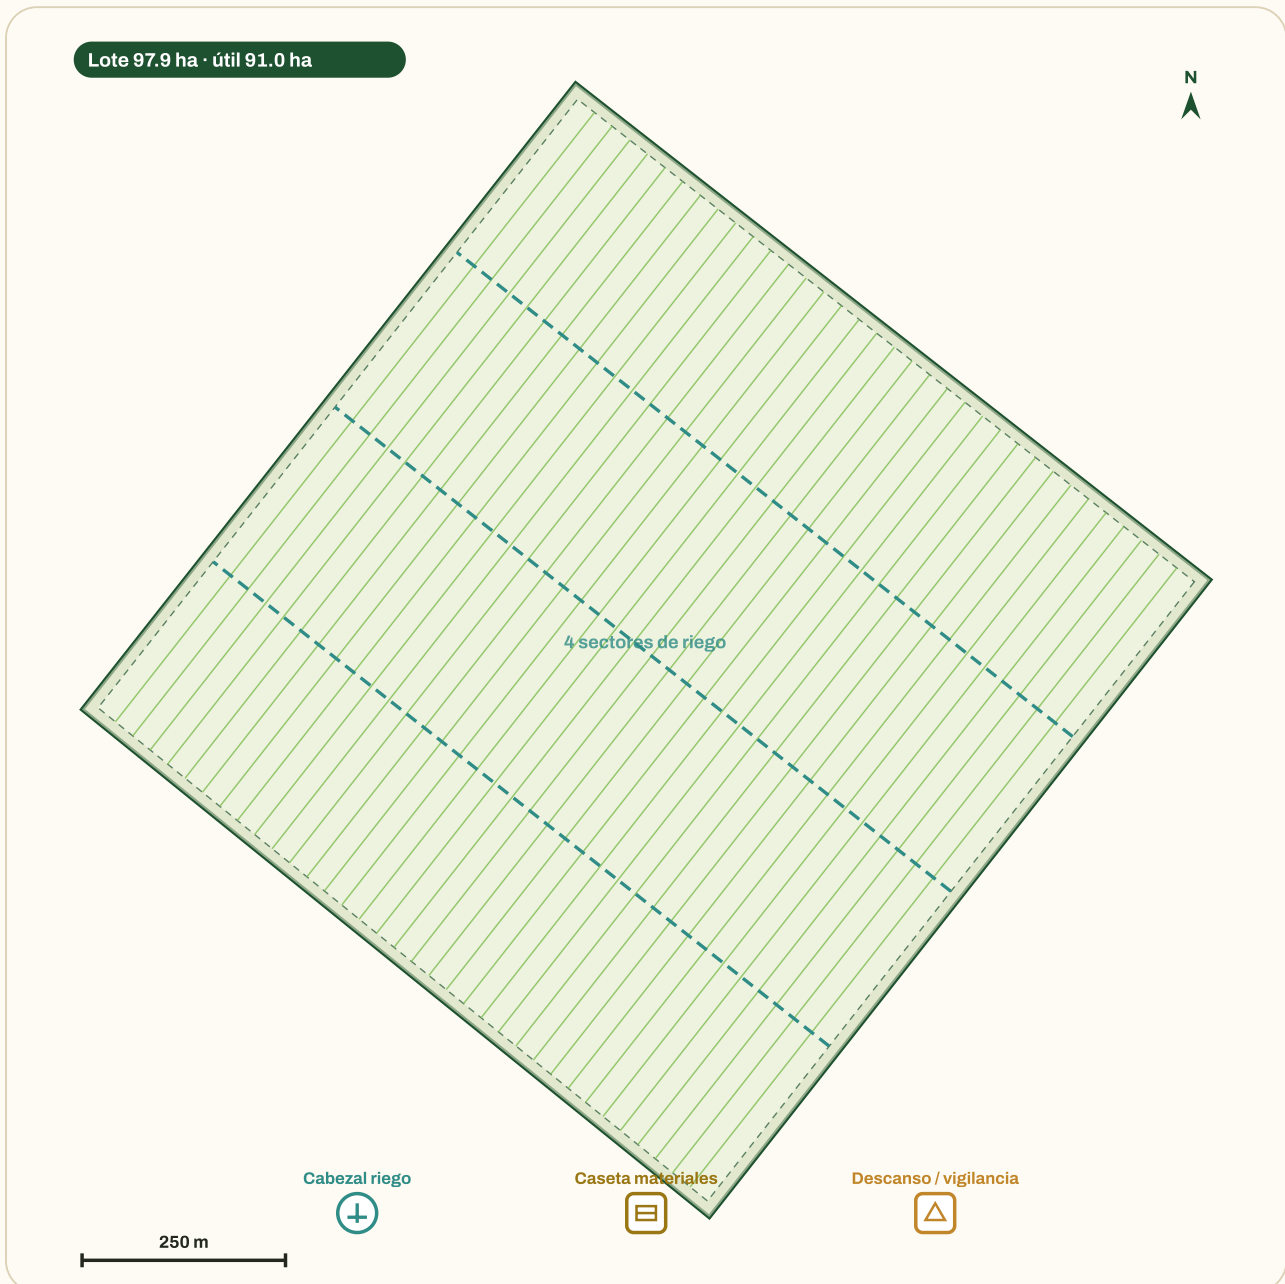 Lote 97.9 ha · útil 91.0 ha
N
4 sectores de riego
Cabezal riego
Caseta materiales
Descanso / vigilancia
250 m